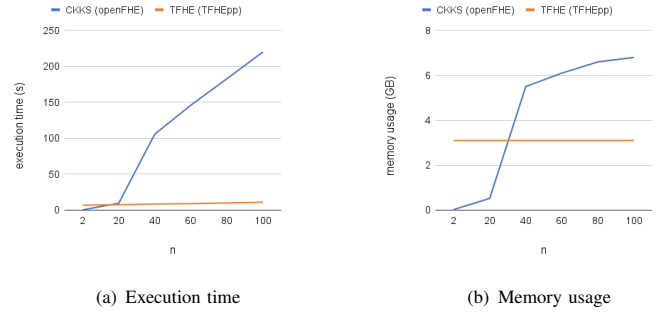 CKKS (openFHE) TFHE (TFHEpp)
250
200
150
100
50
0
execution time (s)
2 20 40 60 80 100
n
(a) Execution time
CKKS (openFHE) TFHE (TFHEpp)
8
6
4
2
0
memory usage (GB)
2 20 40 60 80 100
n
(b) Memory usage